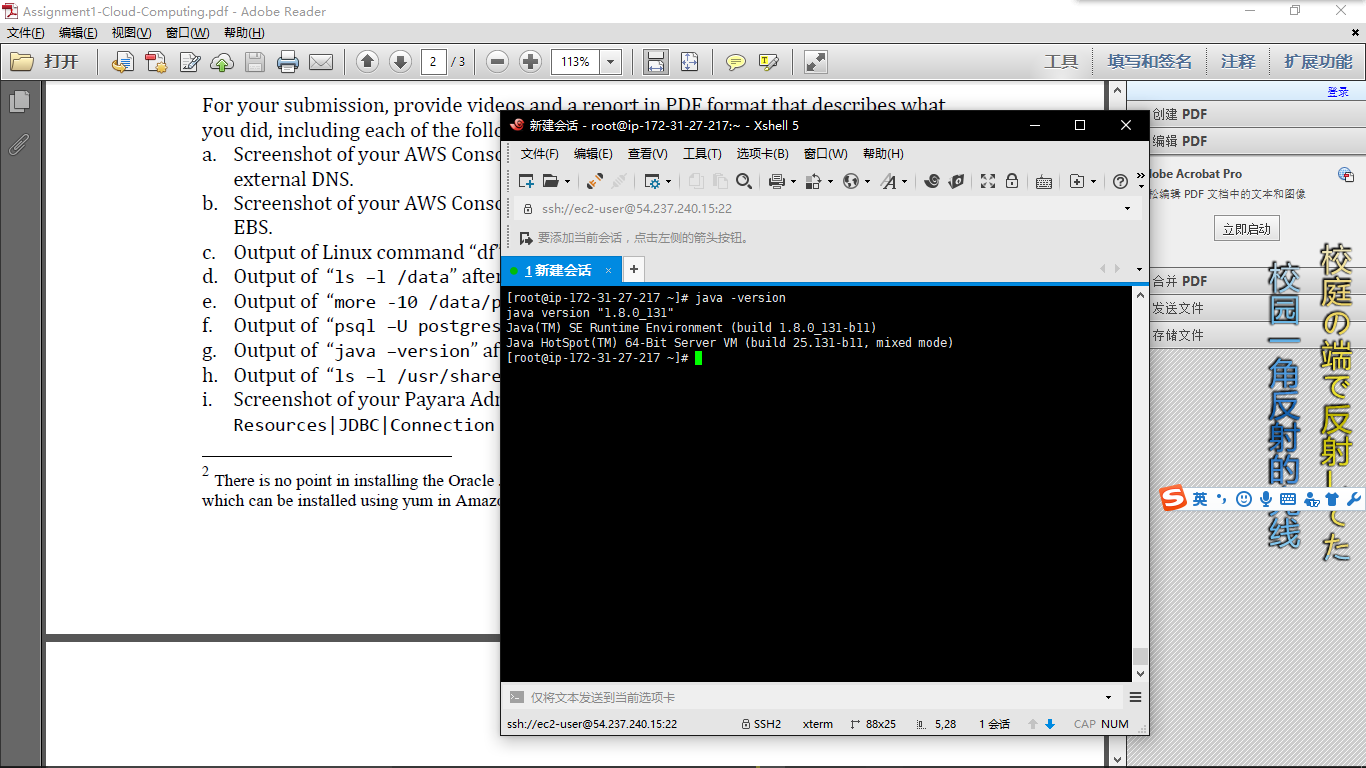 Assignment1-Cloud-Computing.pdf - Adobe Reader
文件(F) 编辑(E) 视图(V) 窗口(W) 帮助(H)
打开 2 / 3 113% 工具 填写和签名 注释 扩展功能
登录
创建 PDF
编辑 PDF
obe Acrobat Pro
松编辑 PDF 文档中的文本和图像
立即启动
合并 PDF
发送文件
存储文件
For your submission, provide videos and a report in PDF format that describes what
you did, including each of the follo
a. Screenshot of your AWS Conso
external DNS.
b. Screenshot of your AWS Conso
EBS.
c. Output of Linux command “df”
d. Output of “ls –l /data” after
e. Output of “more -10 /data/p
f. Output of “psql –U postgres
g. Output of “java –version” af
h. Output of “ls –l /usr/share
i. Screenshot of your Payara Adm
Resources|JDBC|Connection
2 There is no point in installing the Oracle
which can be installed using yum in Amazo
新建会话 - root@ip-172-31-27-217:~ - Xshell 5
文件(F) 编辑(E) 查看(V) 工具(T) 选项卡(B) 窗口(W) 帮助(H)
ssh://ec2-user@54.237.240.15:22
要添加当前会话，点击左侧的箭头按钮。
1 新建会话
[root@ip-172-31-27-217 ~]# java -version
java version "1.8.0_131"
Java(TM) SE Runtime Environment (build 1.8.0_131-b11)
Java HotSpot(TM) 64-Bit Server VM (build 25.131-b11, mixed mode)
[root@ip-172-31-27-217 ~]#
仅将文本发送到当前选项卡
ssh://ec2-user@54.237.240.15:22 SSH2 xterm 88x25 5,28 1 会话 CAP NUM
校庭の端で反射してた
校园一角反射的 线
英